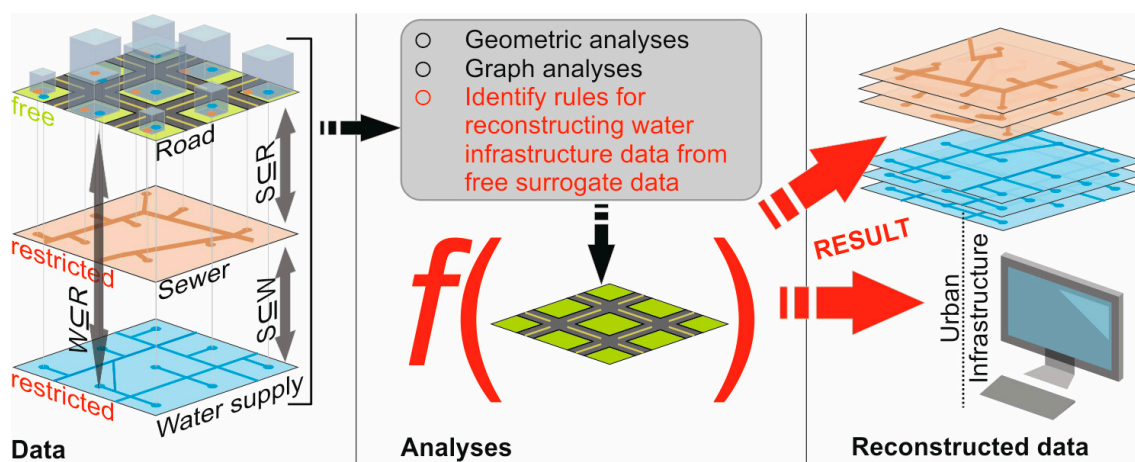 free
Road
S⊆R
restricted
Sewer
W⊆R
S⊆W
restricted
Water supply
Data
○ Geometric analyses
○ Graph analyses
○ Identify rules for
reconstructing water
infrastructure data from
free surrogate data
f( )
Analyses
RESULT
Urban
Infrastructure
Reconstructed data